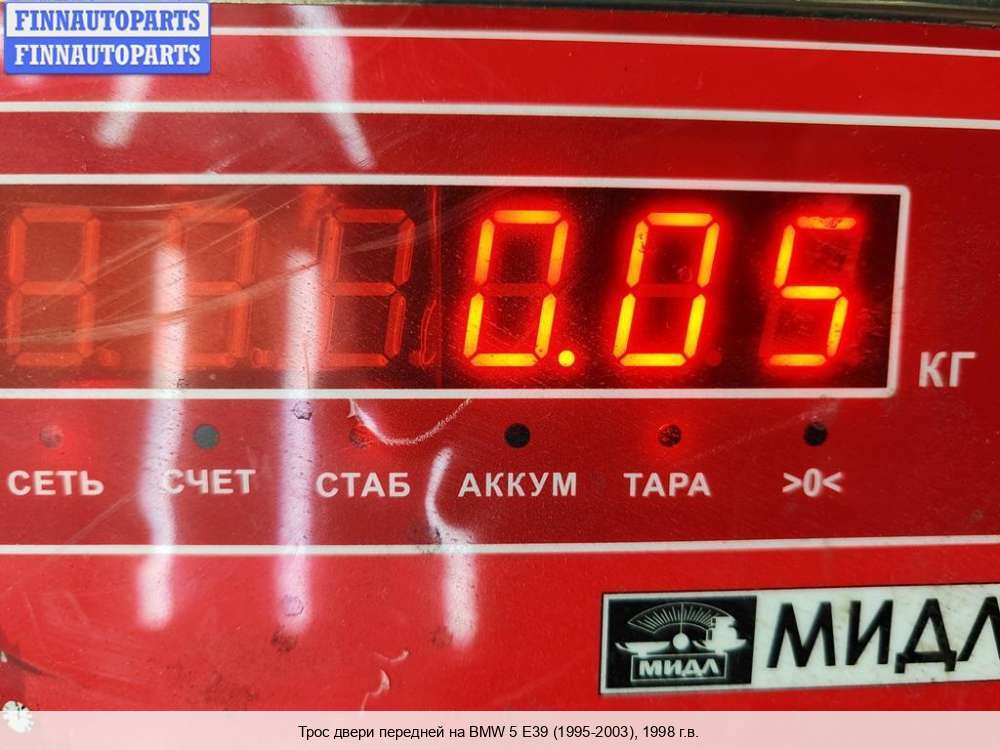 FINNAUTOPARTS
FINNAUTOPARTS
0.05
КГ
СЕТЬ СЧЕТ СТАБ АККУМ ТАРА >0<
МИДЛ МИДЛ
Трос двери передней на BMW 5 E39 (1995-2003), 1998 г.в.